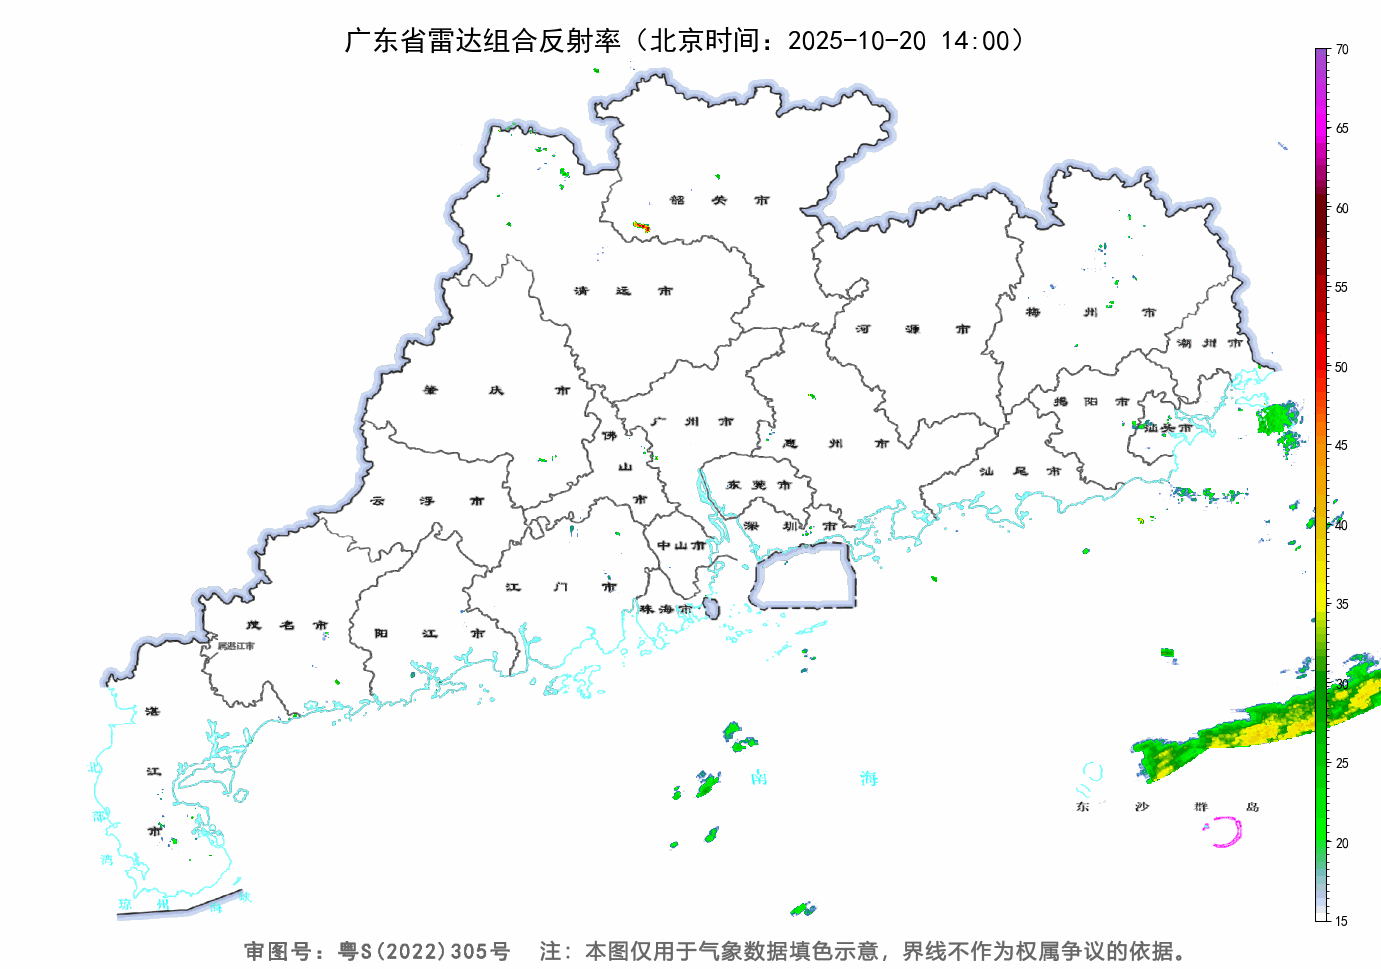 广东省雷达组合反射率（北京时间：2025-10-20 14:00）
70
65
60
55
50
45
40
35
30
25
20
15
韶关市
清远市
河源市
梅州市
潮州市
肇庆市
广州市
佛山市
惠州市
揭阳市
汕头市
汕尾市
云浮市
东莞市
深圳市
中山市
江门市
珠海市
茂名市
属湛江市
阳江市
湛江市
南海
东沙群岛
北部湾
琼州海峡
审图号：粤S(2022)305号 注：本图仅用于气象数据填色示意，界线不作为权属争议的依据。